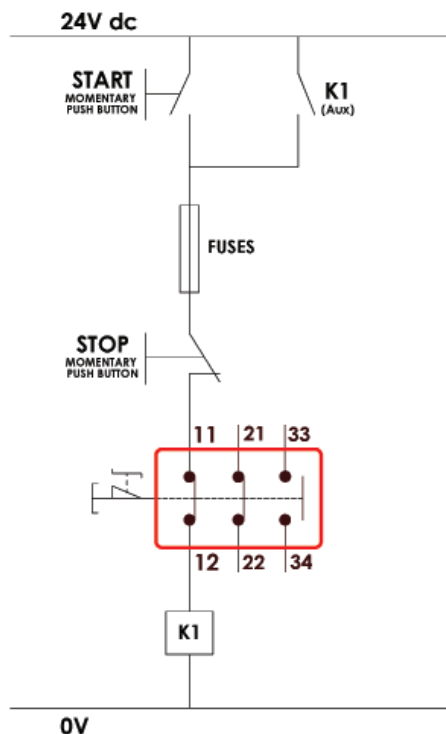 24V dc
START
MOMENTARY
PUSH BUTTON
K1
(Aux)
FUSES
STOP
MOMENTARY
PUSH BUTTON
11 21 33
12 22 34
K1
0V